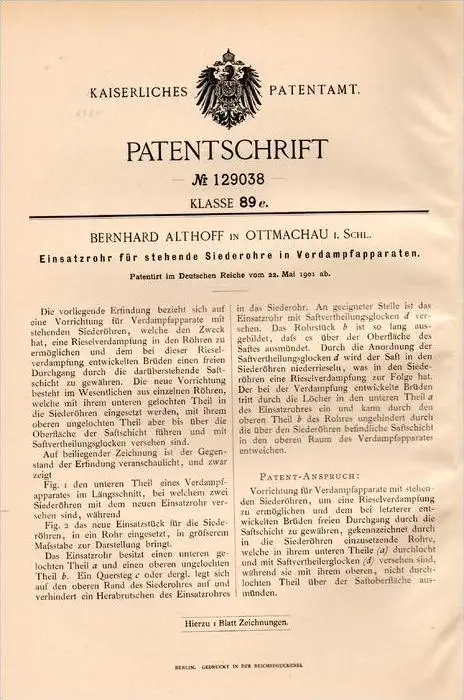 KAISERLICHES PATENTAMT.
PATENTSCHRIFT
— № 129038 —
KLASSE 89 e.
BERNHARD ALTHOFF IN OTTMACHAU I. SCHL.
Einsatzrohr für stehende Siederohre in Verdampfapparaten.
Patentirt im Deutschen Reiche vom 22. Mai 1901 ab.
Die vorliegende Erfindung bezieht sich auf
eine Vorrichtung für Verdampfapparate mit
stehenden Siederöhren, welche den Zweck
hat, eine Rieselverdampfung in den Röhren zu
ermöglichen und dem bei dieser Riesel-
verdampfung entwickelten Brüden einen freien
Durchgang durch die darüberstehende Saft-
schicht zu gewähren. Die neue Vorrichtung
besteht im Wesentlichen aus einzelnen Röhren,
welche mit ihrem unteren gelochten Theil in
die Siederöhren eingesetzt werden, mit ihrem
oberen ungelochten Theil aber bis über die
Oberfläche der Saftschicht führen und mit
Saftvertheilungsglocken versehen sind.
Auf beiliegender Zeichnung ist der Gegen-
stand der Erfindung veranschaulicht, und zwar
zeigt
Fig. 1 den unteren Theil eines Verdampf-
apparates im Längsschnitt, bei welchem zwei
Siederöhren mit dem neuen Einsatzrohr ver-
sehen sind, während
Fig. 2 das neue Einsatzstück für die Siede-
röhren, in ein Rohr eingesetzt, in gröfserem
Mafsstabe zur Darstellung bringt.
Das Einsatzrohr besitzt einen unteren ge-
lochten Theil a und einen oberen ungelochten
Theil b. Ein Quersteg c oder dergl. legt sich
auf den oberen Rand des Siederohres auf und
verhindert ein Herabrutschen des Einsatzrohres
in das Siederohr. An geeigneter Stelle ist das
Einsatzrohr mit Saftvertheilungsglocken d ver-
sehen. Das Rohrstück b ist so lang aus-
gebildet, dafs es über der Oberfläche des
Saftes ausmündet. Durch die Anordnung der
Saftvertheilungsglocken d wird der Saft in den
Siederöhren niederrieseln, was in den Siede-
röhren eine Rieselverdampfung zur Folge hat.
Der bei der Verdampfung entwickelte Brüden
tritt durch die Löcher in den unteren Theil a
des Einsatzrohres ein und kann durch den
oberen Theil b des Rohres ungehindert durch
die über den Siederöhren befindliche Saftschicht
in den oberen Raum des Verdampfapparates
entweichen.
PATENT-ANSPRUCH:
Vorrichtung für Verdampfapparate mit stehen-
den Siederöhren, um eine Rieselverdampfung
zu ermöglichen und dem bei letzterer ent-
wickelten Brüden freien Durchgang durch die
Saftschicht zu gewähren, gekennzeichnet durch
in die Siederöhren einzusetzende Rohre,
welche in ihrem unteren Theile (a) durchlocht
und mit Saftvertheilerglocken (d) versehen sind,
während sie mit ihrem oberen, nicht durch-
lochten Theil über der Saftoberfläche aus-
münden.
Hierzu 1 Blatt Zeichnungen.
BERLIN. GEDRUCKT IN DER REICHSDRUCKEREI.